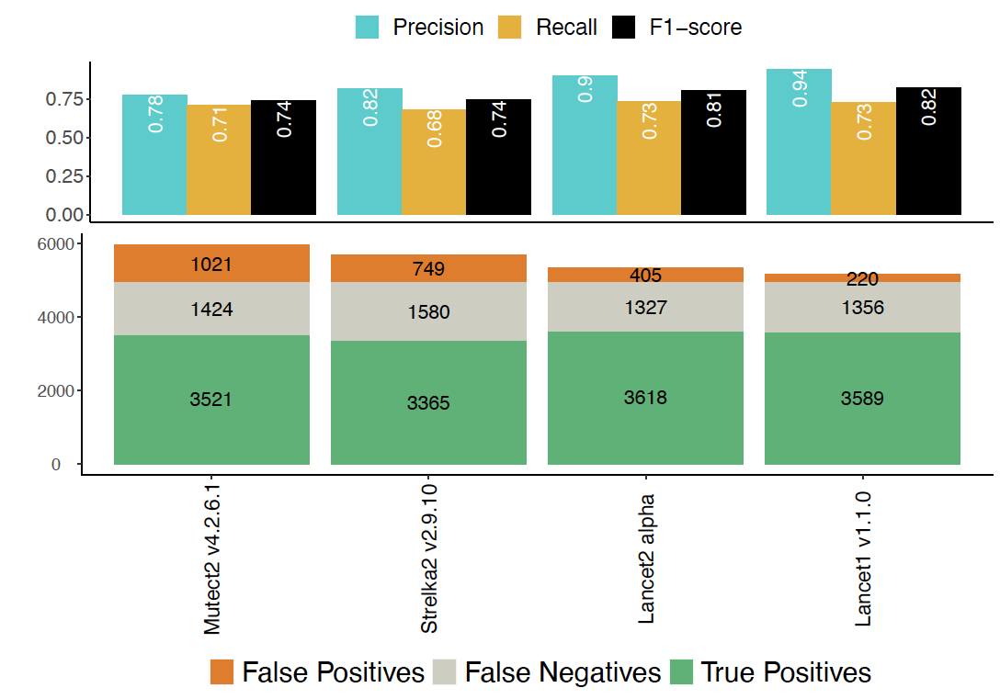 Precision Recall F1−score
0.75
0.50
0.25
0.00
0.78 0.71 0.74 0.82 0.68 0.74 0.9 0.73 0.81 0.94 0.73 0.82
6000
4000
2000
0
1021 749 405 220
1424 1580 1327 1356
3521 3365 3618 3589
Mutect2 v4.2.6.1
Strelka2 v2.9.10
Lancet2 alpha
Lancet1 v1.1.0
False Positives False Negatives True Positives